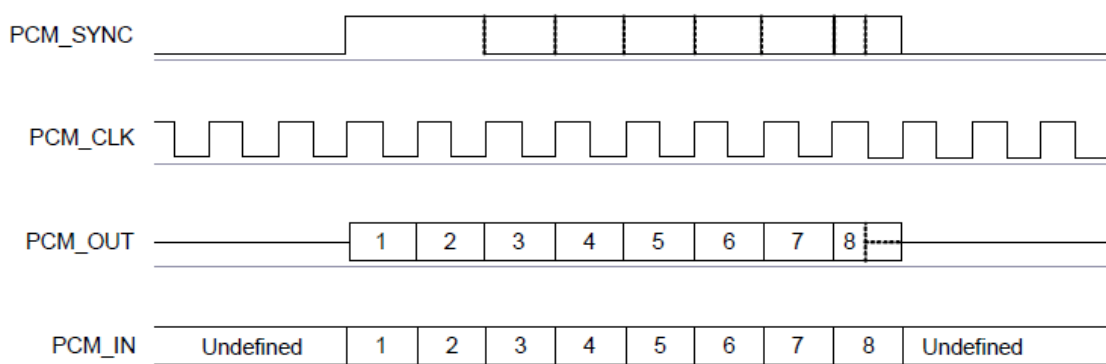 PCM_SYNC
PCM_CLK
PCM_OUT 1 2 3 4 5 6 7 8
PCM_IN Undefined 1 2 3 4 5 6 7 8 Undefined